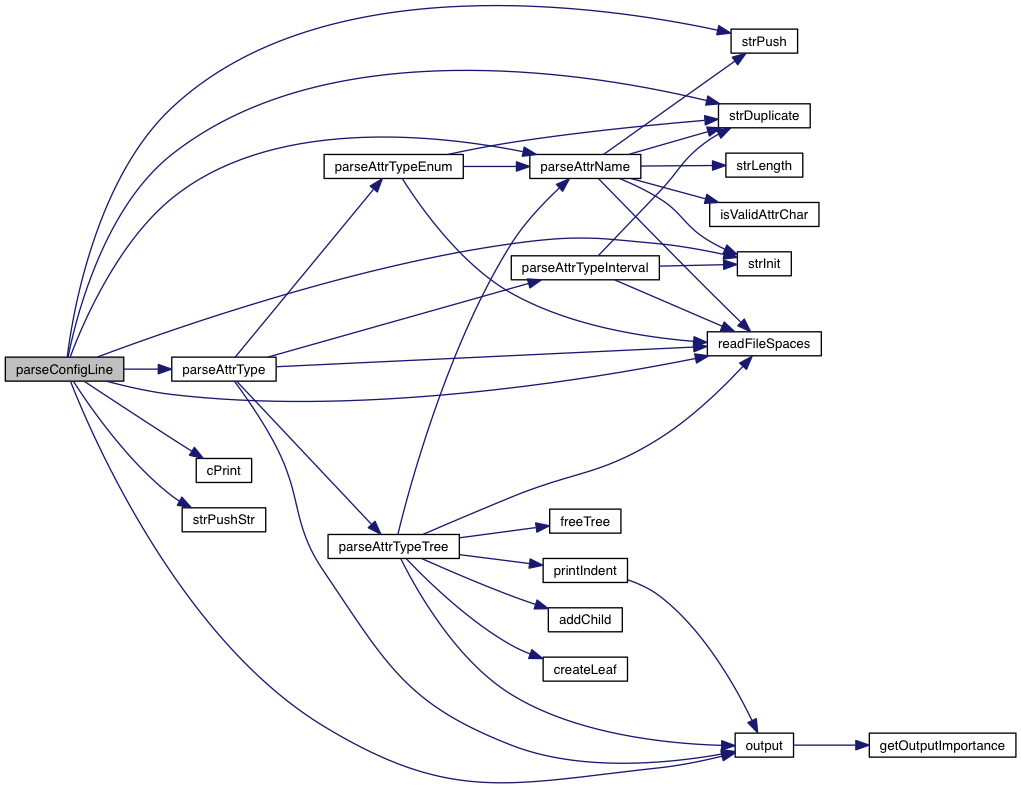 strPush
strDuplicate
parseAttrTypeEnum
parseAttrName
strLength
isValidAttrChar
parseAttrTypeInterval
strInit
readFileSpaces
parseConfigLine
parseAttrType
cPrint
strPushStr
freeTree
parseAttrTypeTree
printIndent
addChild
createLeaf
output
getOutputImportance